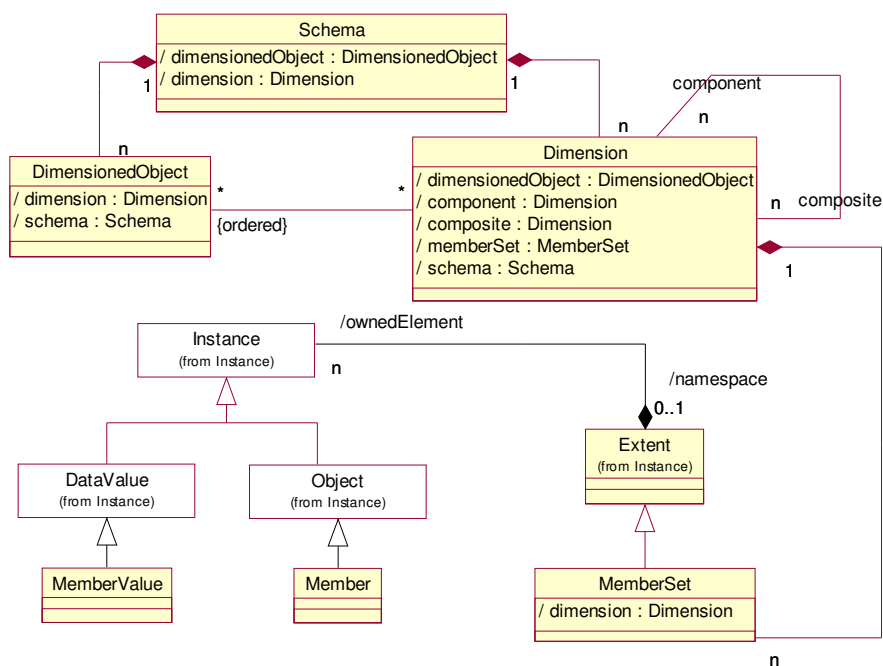 Schema
/ dimensionedObject : DimensionedObject
/ dimension : Dimension
1
1
component
n
n
n
DimensionedObject
/ dimension : Dimension
/ schema : Schema
*
{ordered}
*
Dimension
/ dimensionedObject : DimensionedObject
/ component : Dimension
/ composite : Dimension
/ memberSet : MemberSet
/ schema : Schema
n
composite
1
Instance
(from Instance)
/ownedElement
n
/namespace
0..1
Extent
(from Instance)
DataValue
(from Instance)
Object
(from Instance)
MemberValue
Member
MemberSet
/ dimension : Dimension
n